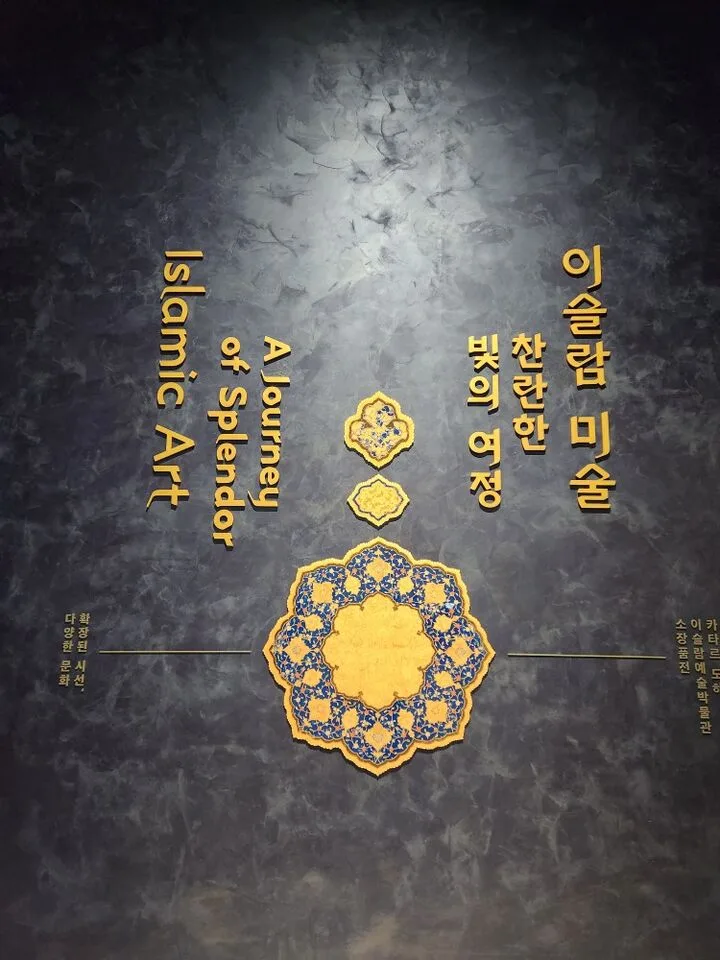 카타르 도하
이슬람예술박물관
소장품전
이슬람 미술
찬란한
빛의 여정
A Journey
of Splendor
Islamic Art
확장된 시선,
다양한 문화